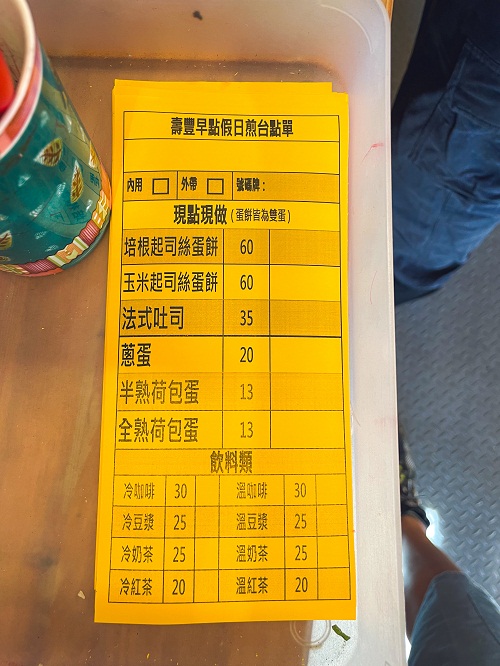 壽豐早點假日煎台點單
內用 □ 外帶 □ 號碼牌：
現點現做（蛋餅皆為雙蛋）
培根起司絲蛋餅 60
玉米起司絲蛋餅 60
法式吐司 35
蔥蛋 20
半熟荷包蛋 13
全熟荷包蛋 13
飲料類
冷咖啡 30 溫咖啡 30
冷豆漿 25 溫豆漿 25
冷奶茶 25 溫奶茶 25
冷紅茶 20 溫紅茶 20